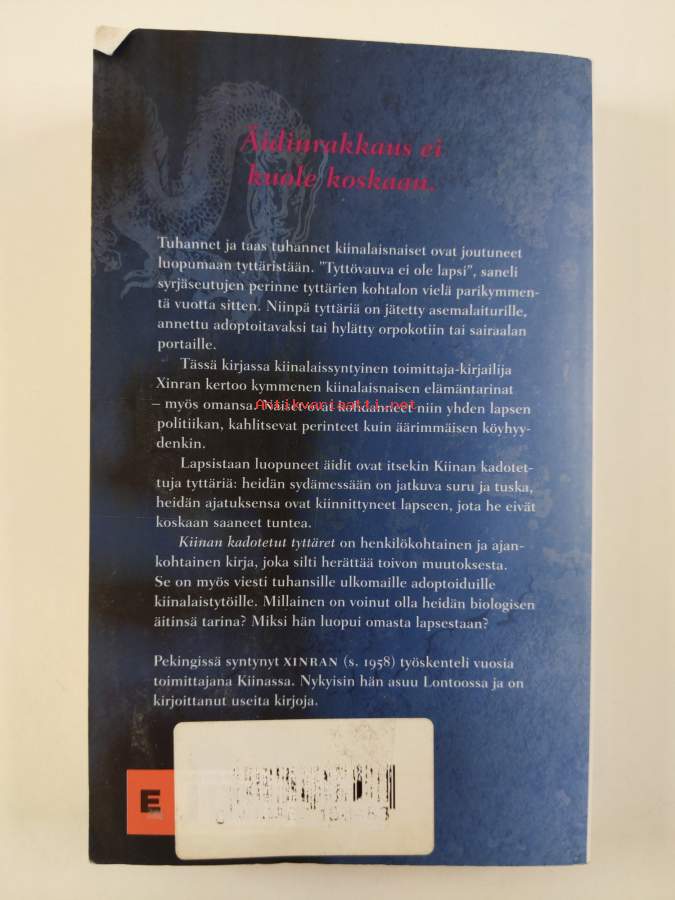 Äidinrakkaus ei
kuole koskaan.
Tuhannet ja taas tuhannet kiinalaisnaiset ovat joutuneet
luopumaan tyttäristään. "Tyttövauva ei ole lapsi", saneli
syrjäseutujen perinne tyttärien kohtalon vielä parikymmen-
tä vuotta sitten. Niinpä tyttäriä on jätetty asemalaiturille,
annettu adoptoitavaksi tai hylätty orpokotiin tai sairaalan
portaille.
Tässä kirjassa kiinalaissyntyinen toimittaja-kirjailija
Xinran kertoo kymmenen kiinalaisnaisen elämäntarinat
– myös omansa. Naiset ovat kohdanneet niin yhden lapsen
Antikvariaatti.net
politiikan, kahlitsevat perinteet kuin äärimmäisen köyhyy-
denkin.
Lapsistaan luopuneet äidit ovat itsekin Kiinan kadotet-
tuja tyttäriä: heidän sydämessään on jatkuva suru ja tuska,
heidän ajatuksensa ovat kiinnittyneet lapseen, jota he eivät
koskaan saaneet tuntea.
Kiinan kadotetut tyttäret on henkilökohtainen ja ajan-
kohtainen kirja, joka silti herättää toivon muutoksesta.
Se on myös viesti tuhansille ulkomaille adoptoiduille
kiinalaistytöille. Millainen on voinut olla heidän biologisen
äitinsä tarina? Miksi hän luopui omasta lapsestaan?
Pekingissä syntynyt XINRAN (s. 1958) työskenteli vuosia
toimittajana Kiinassa. Nykyisin hän asuu Lontoossa ja on
kirjoittanut useita kirjoja.
E